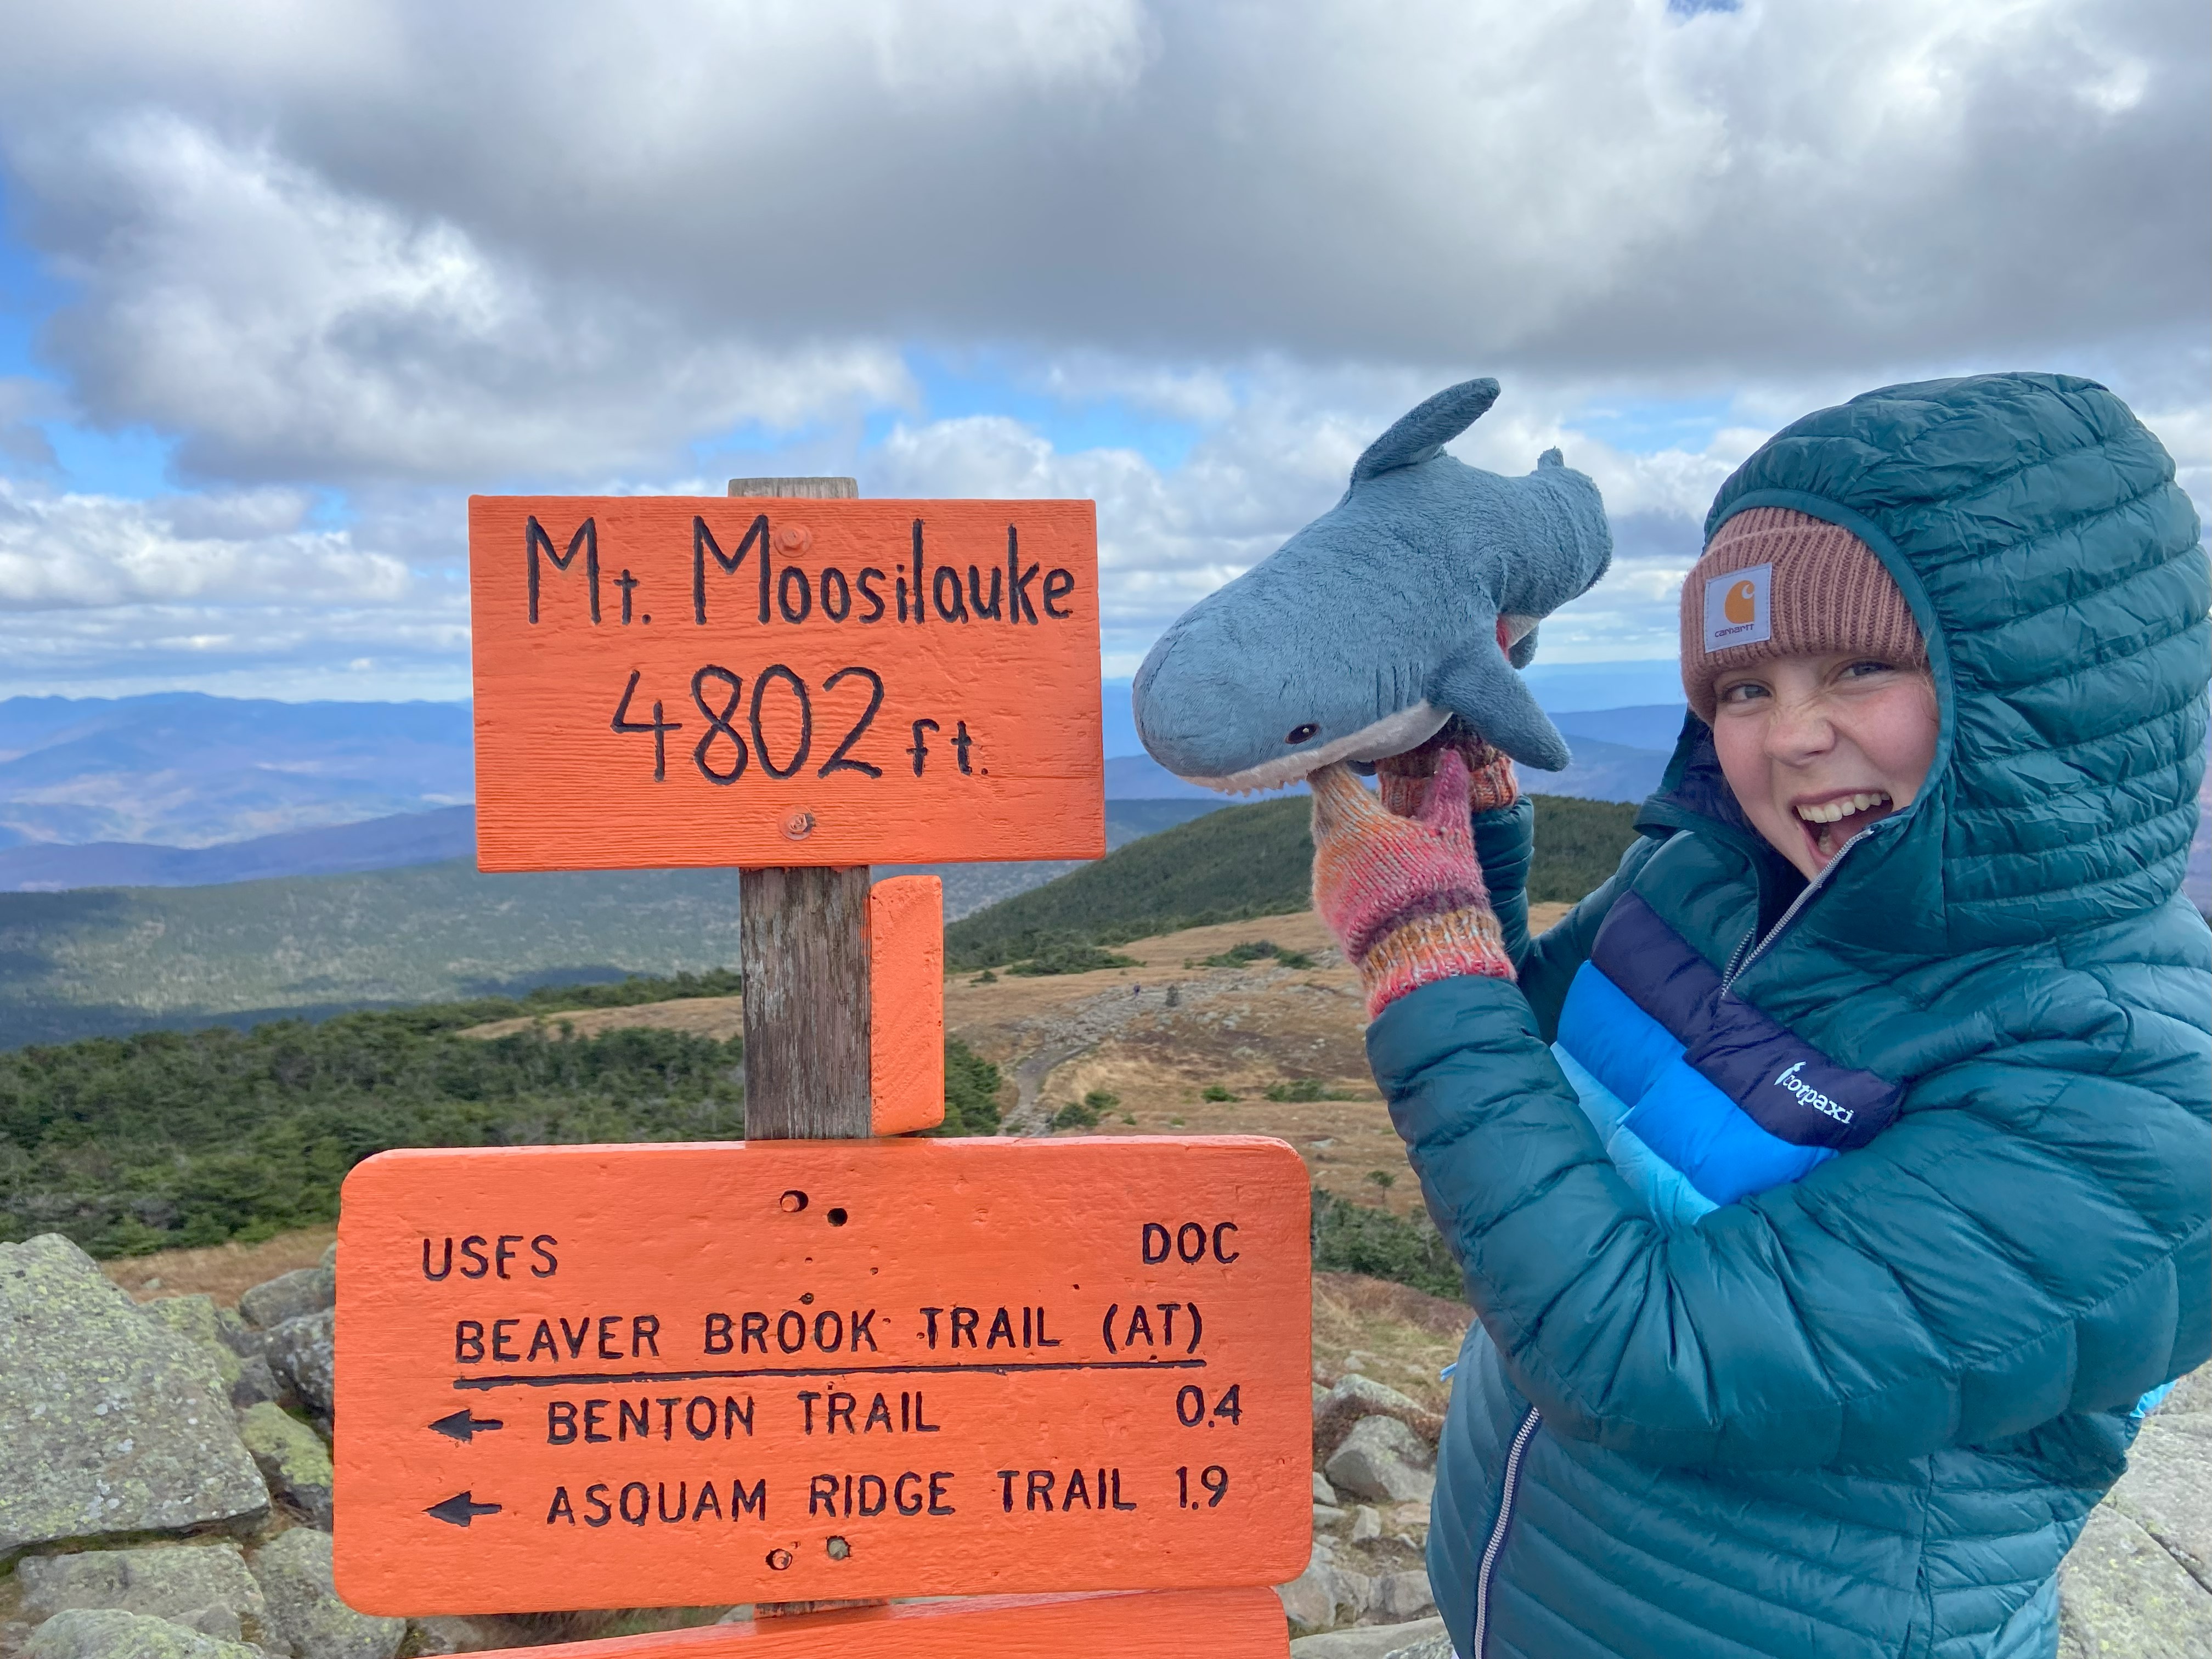 Mt. Moosilauke
4802 ft.
USFS DOC
BEAVER BROOK TRAIL (AT)
BENTON TRAIL 0.4
ASQUAM RIDGE TRAIL 1.9
carhartt
cotopaxi